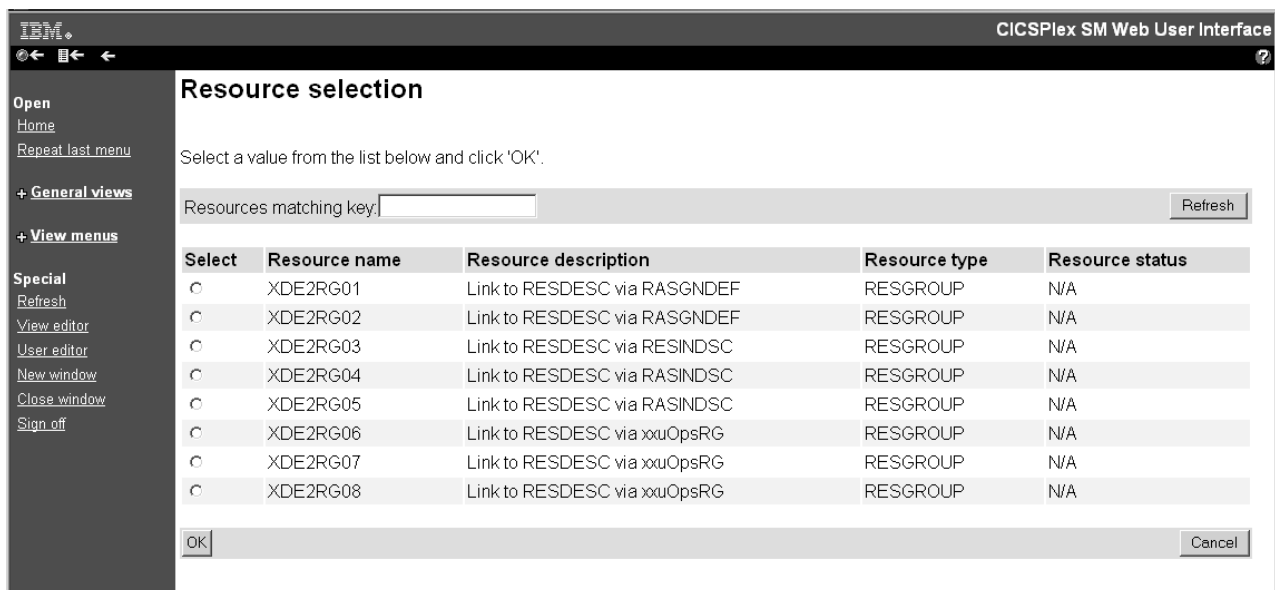 IBM. CICSPlex SM Web User Interface
?
Open
Home
Repeat last menu
+ General views
+ View menus
Special
Refresh
View editor
User editor
New window
Close window
Sign off
Resource selection
Select a value from the list below and click 'OK'.
Resources matching key: Refresh
Select Resource name Resource description Resource type Resource status
XDE2RG01 Link to RESDESC via RASGNDEF RESGROUP N/A
XDE2RG02 Link to RESDESC via RASGNDEF RESGROUP N/A
XDE2RG03 Link to RESDESC via RESINDSC RESGROUP N/A
XDE2RG04 Link to RESDESC via RASINDSC RESGROUP N/A
XDE2RG05 Link to RESDESC via RASINDSC RESGROUP N/A
XDE2RG06 Link to RESDESC via xxuOpsRG RESGROUP N/A
XDE2RG07 Link to RESDESC via xxuOpsRG RESGROUP N/A
XDE2RG08 Link to RESDESC via xxuOpsRG RESGROUP N/A
OK Cancel